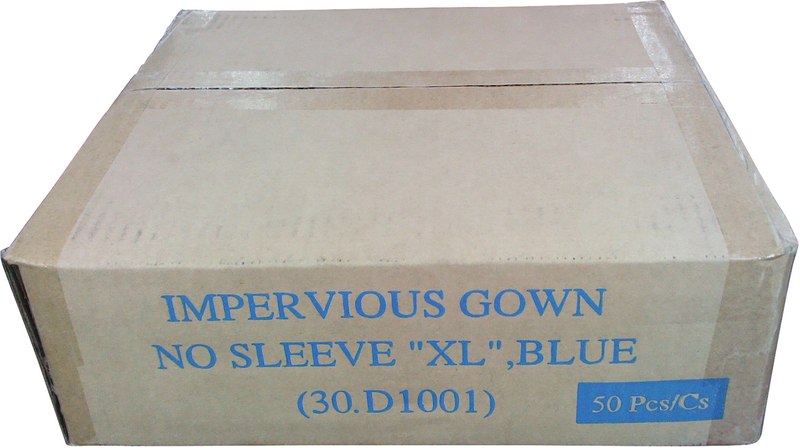 IMPERVIOUS GOWN
NO SLEEVE "XL",BLUE
(30.D1001)
50 Pcs/Cs